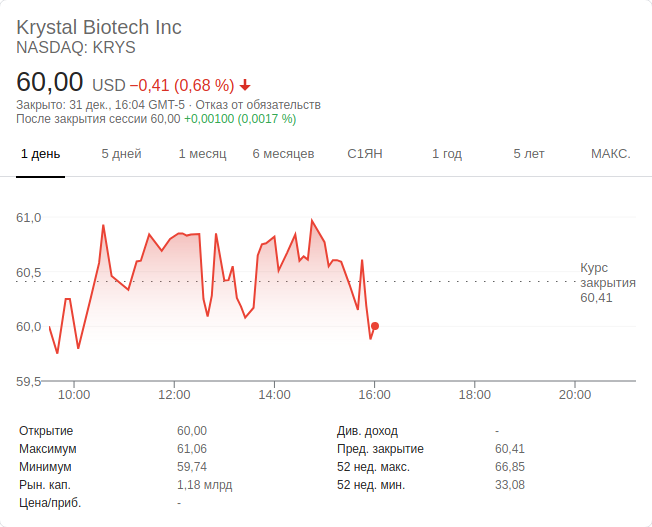 Krystal Biotech Inc
NASDAQ: KRYS
60,00 USD −0,41 (0,68 %)
Закрыто: 31 дек., 16:04 GMT-5 · Отказ от обязательств
После закрытия сессии 60,00 +0,00100 (0,0017 %)
1 день 5 дней 1 месяц 6 месяцев С1ЯН 1 год 5 лет МАКС.
61,0
60,5
60,0
59,5
Курс
закрытия
60,41
10:00 12:00 14:00 16:00 18:00 20:00
Открытие 60,00 Див. доход -
Максимум 61,06 Пред. закрытие 60,41
Минимум 59,74 52 нед. макс. 66,85
Рын. кап. 1,18 млрд 52 нед. мин. 33,08
Цена/приб. -